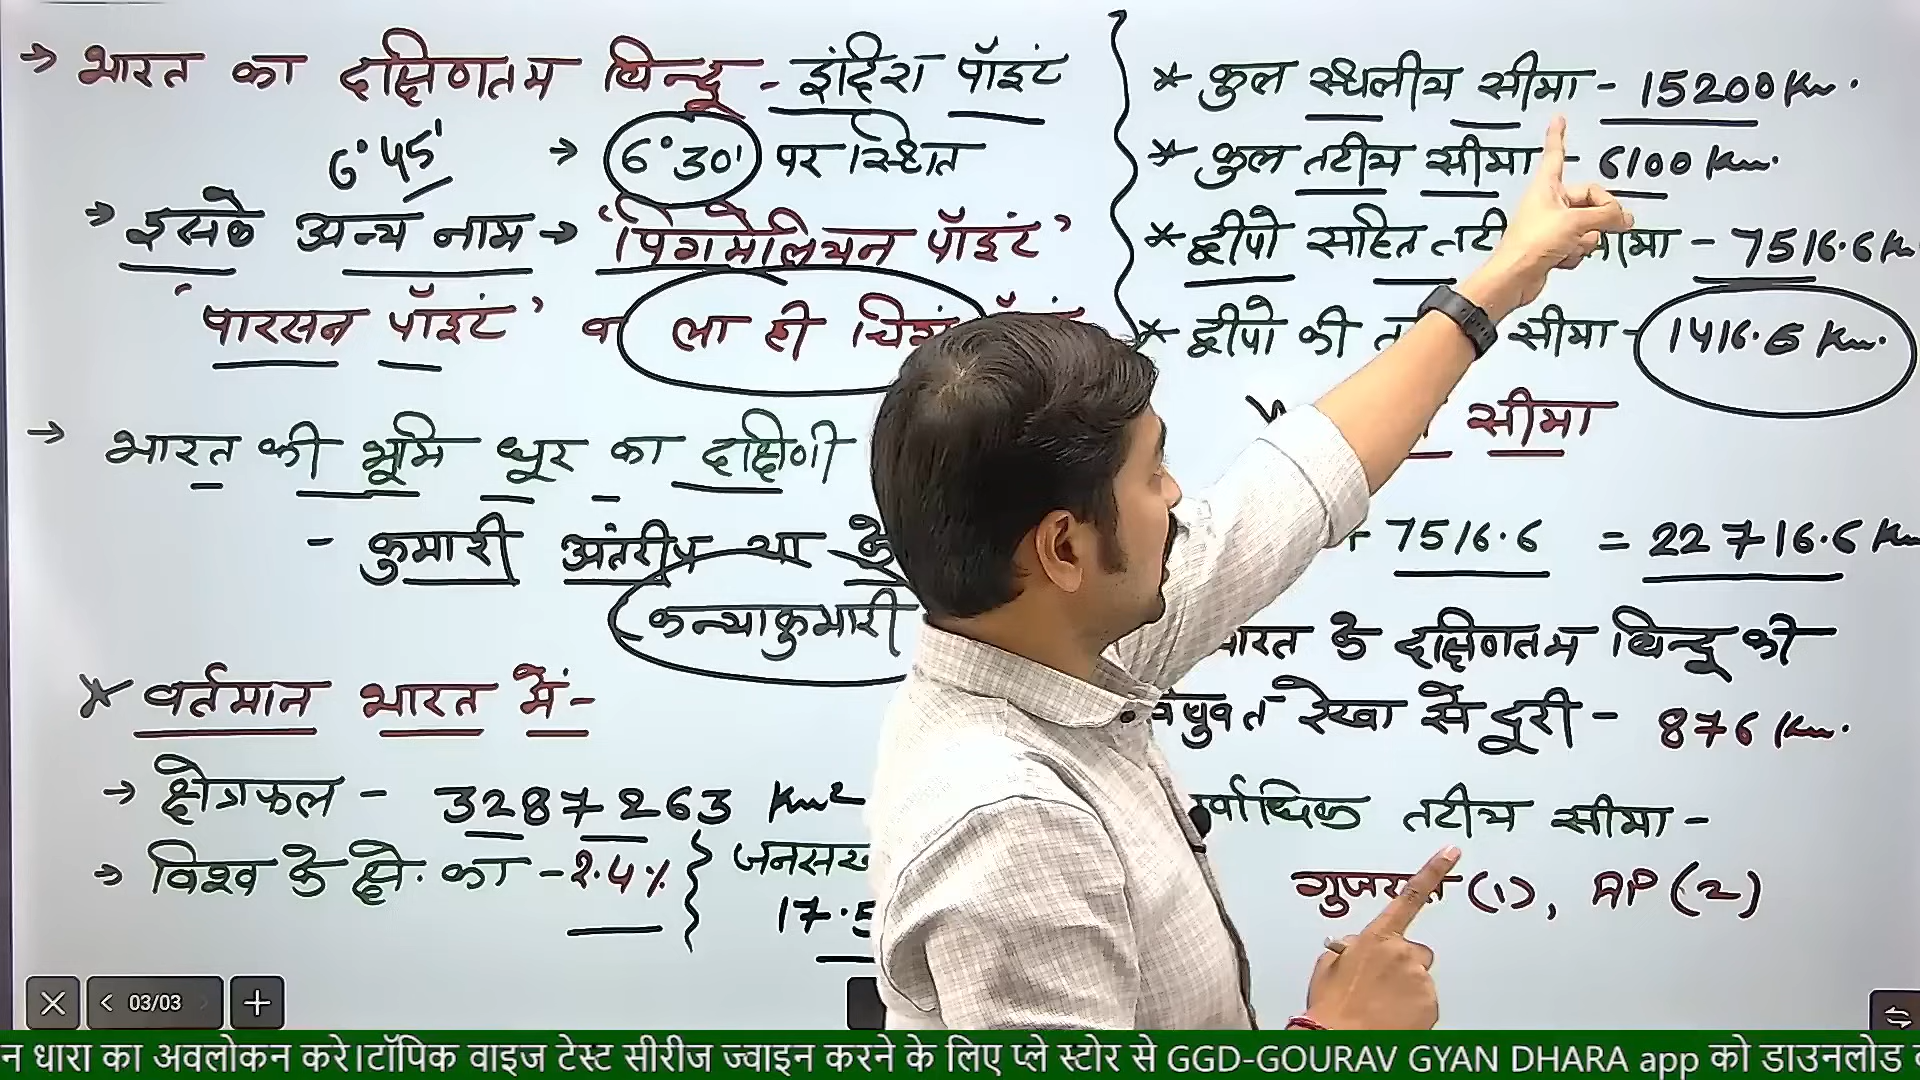 → भारत का दक्षिणतम बिन्दू - इंदिरा पॉइंट
6°45' → 6°30' पर स्थित
→ इसके अन्य नाम → 'पिगमेलियन पॉइंट'
'पारसन पॉइंट' व ला ही
→ भारत की भूमि धूर का दक्षिणी
- कुमारी अंतरीप या के
कन्याकुमारी
* वर्तमान भारत में -
→ क्षेत्रफल - 3287263 Km²
→ विश्व के क्षे. का - 2.4%
17.5
* कुल स्थलीय सीमा - 15200 Km.
* कुल तटीय सीमा - 6100 Km.
* द्वीपो सहित - 7516.6 Km
* द्वीपो की सीमा - 1416.6 Km.
सीमा
7516.6 = 22716.6 Km
के दक्षिणतम बिन्दू की
रेखा से दूरी - 876 Km.
तटीय सीमा -
गुजरात (1), AP (2)
03/03
न धारा का अवलोकन करे।टॉपिक वाइज टेस्ट सीरीज ज्वाइन करने के लिए प्ले स्टोर से GGD-GOURAV GYAN DHARA app को डाउनलोड